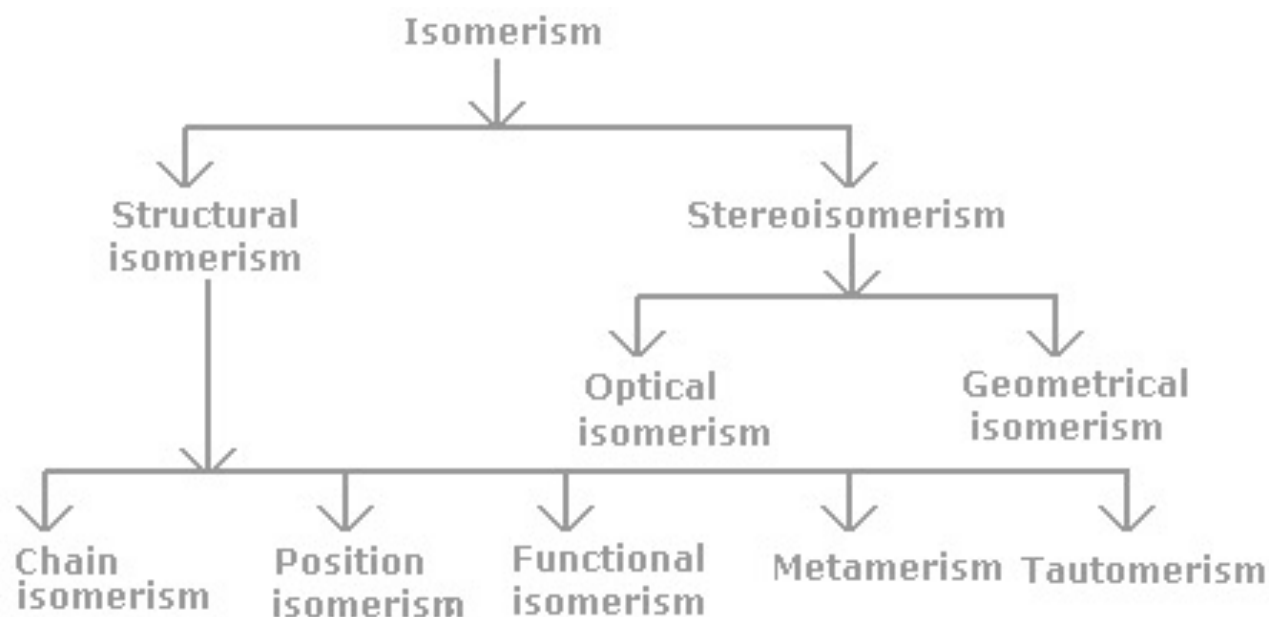 Isomerism
Structural
isomerism
Stereoisomerism
Optical
isomerism
Geometrical
isomerism
Chain
isomerism
Position
isomerism
Functional
isomerism
Metamerism
Tautomerism